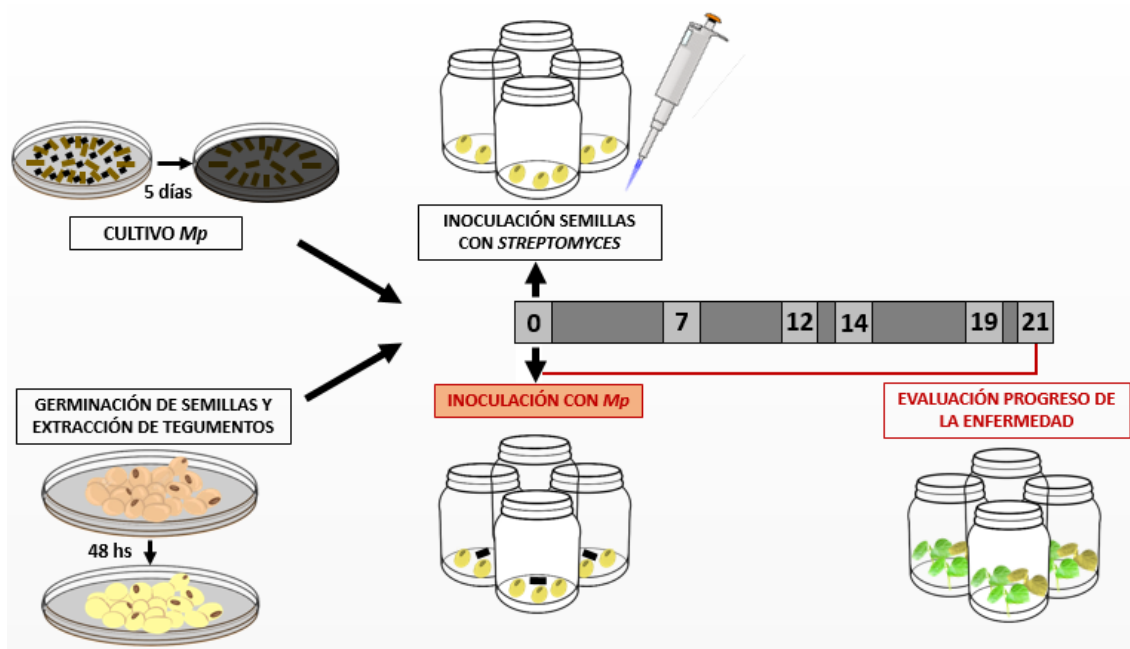 5 días
CULTIVO Mp
INOCULACIÓN SEMILLAS
CON STREPTOMYCES
0 7 12 14 19 21
GERMINACIÓN DE SEMILLAS Y
EXTRACCIÓN DE TEGUMENTOS
48 hs
INOCULACIÓN CON Mp
EVALUACIÓN PROGRESO DE
LA ENFERMEDAD